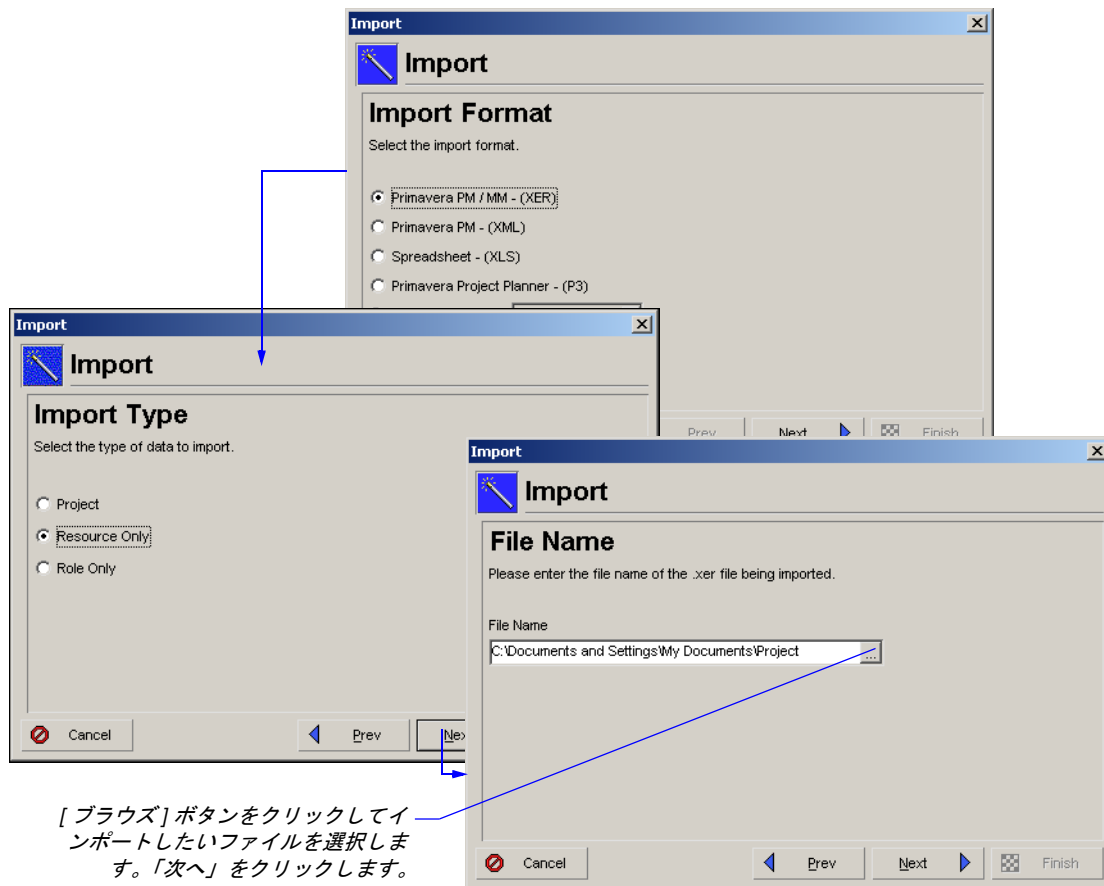 Import
Import
Import Format
Select the import format.
Primavera PM / MM - (XER)
Primavera PM - (XML)
Spreadsheet - (XLS)
Primavera Project Planner - (P3)
Prev Next Finish
Import
Import
Import Type
Select the type of data to import.
Project
Resource Only
Role Only
Cancel Prev
Import
Import
File Name
Please enter the file name of the .xer file being imported.
File Name
C:\Documents and Settings\My Documents\Project ...
Cancel Prev Next Finish
[ ブラウズ ] ボタンをクリックしてイ
ンポートしたいファイルを選択しま
す。「次へ」をクリックします。